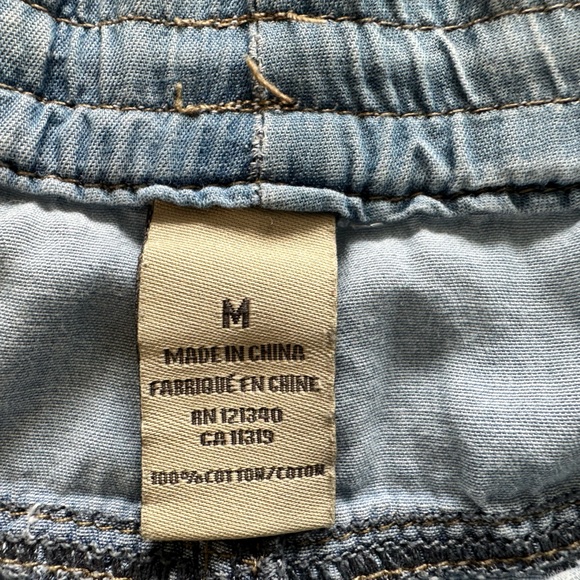 M
MADE IN CHINA
FABRIQUÉ EN CHINE
RN 121340
CA 11319
100% COTTON/COTON